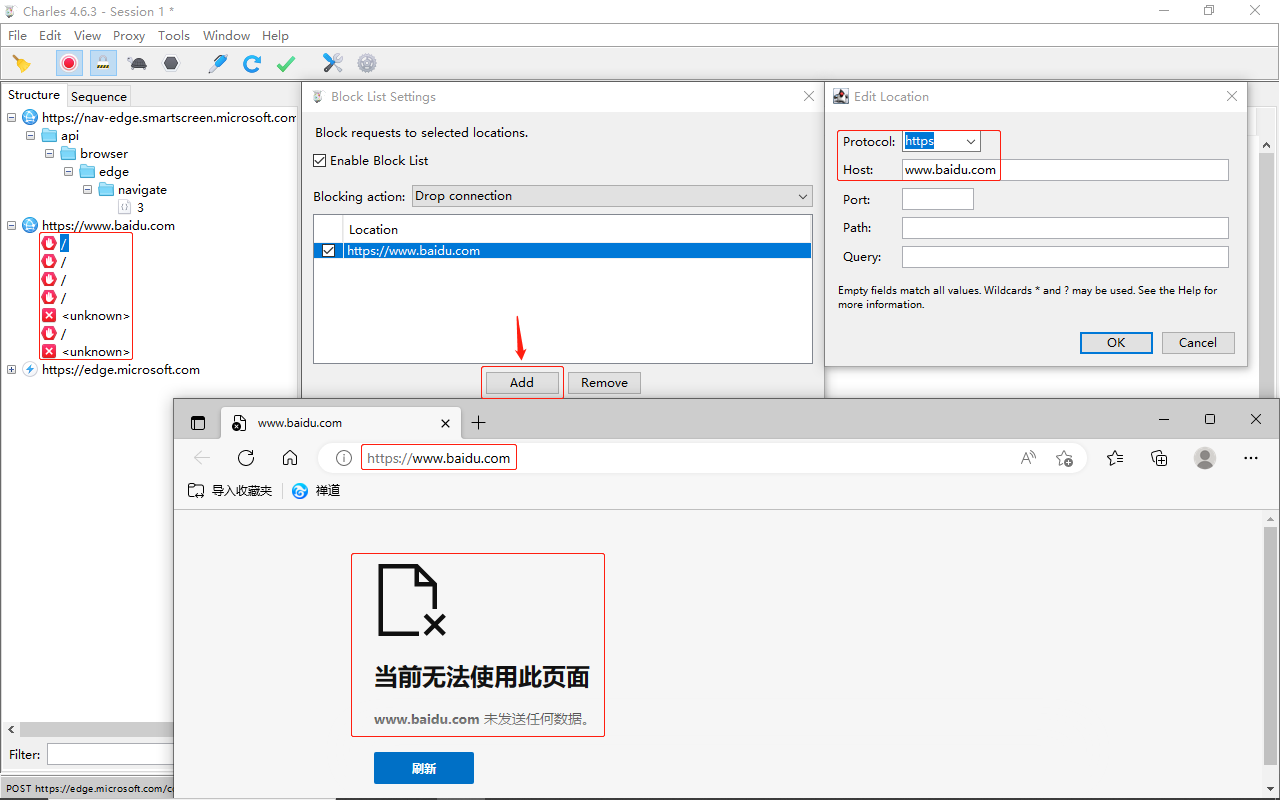 Charles 4.6.3 - Session 1 *
File Edit View Proxy Tools Window Help
Structure
Sequence
https://nav-edge.smartscreen.microsoft.com
api
browser
edge
navigate
3
https://www.baidu.com
/
/
/
/
<unknown>
/
<unknown>
https://edge.microsoft.com
Filter:
POST https://edge.microsoft.com/c
Block List Settings
Block requests to selected locations.
Enable Block List
Blocking action: Drop connection
Location
https://www.baidu.com
Add
Remove
Edit Location
Protocol: https
Host: www.baidu.com
Port:
Path:
Query:
Empty fields match all values. Wildcards * and ? may be used. See the Help for
more information.
OK
Cancel
www.baidu.com
https://www.baidu.com
导入收藏夹
禅道
当前无法使用此页面
www.baidu.com 未发送任何数据。
刷新